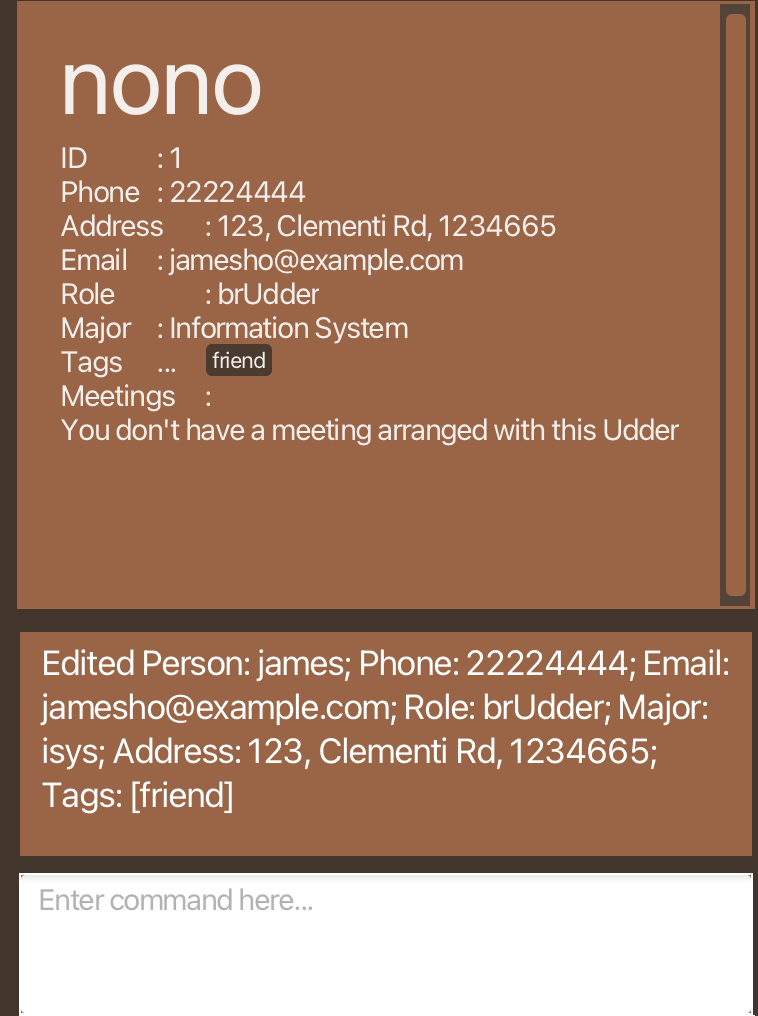 nono
ID : 1
Phone : 22224444
Address : 123, Clementi Rd, 1234665
Email : jamesho@example.com
Role : brUdder
Major : Information System
Tags ... friend
Meetings :
You don't have a meeting arranged with this Udder
Edited Person: james; Phone: 22224444; Email:
jamesho@example.com; Role: brUdder; Major:
isys; Address: 123, Clementi Rd, 1234665;
Tags: [friend]
Enter command here...